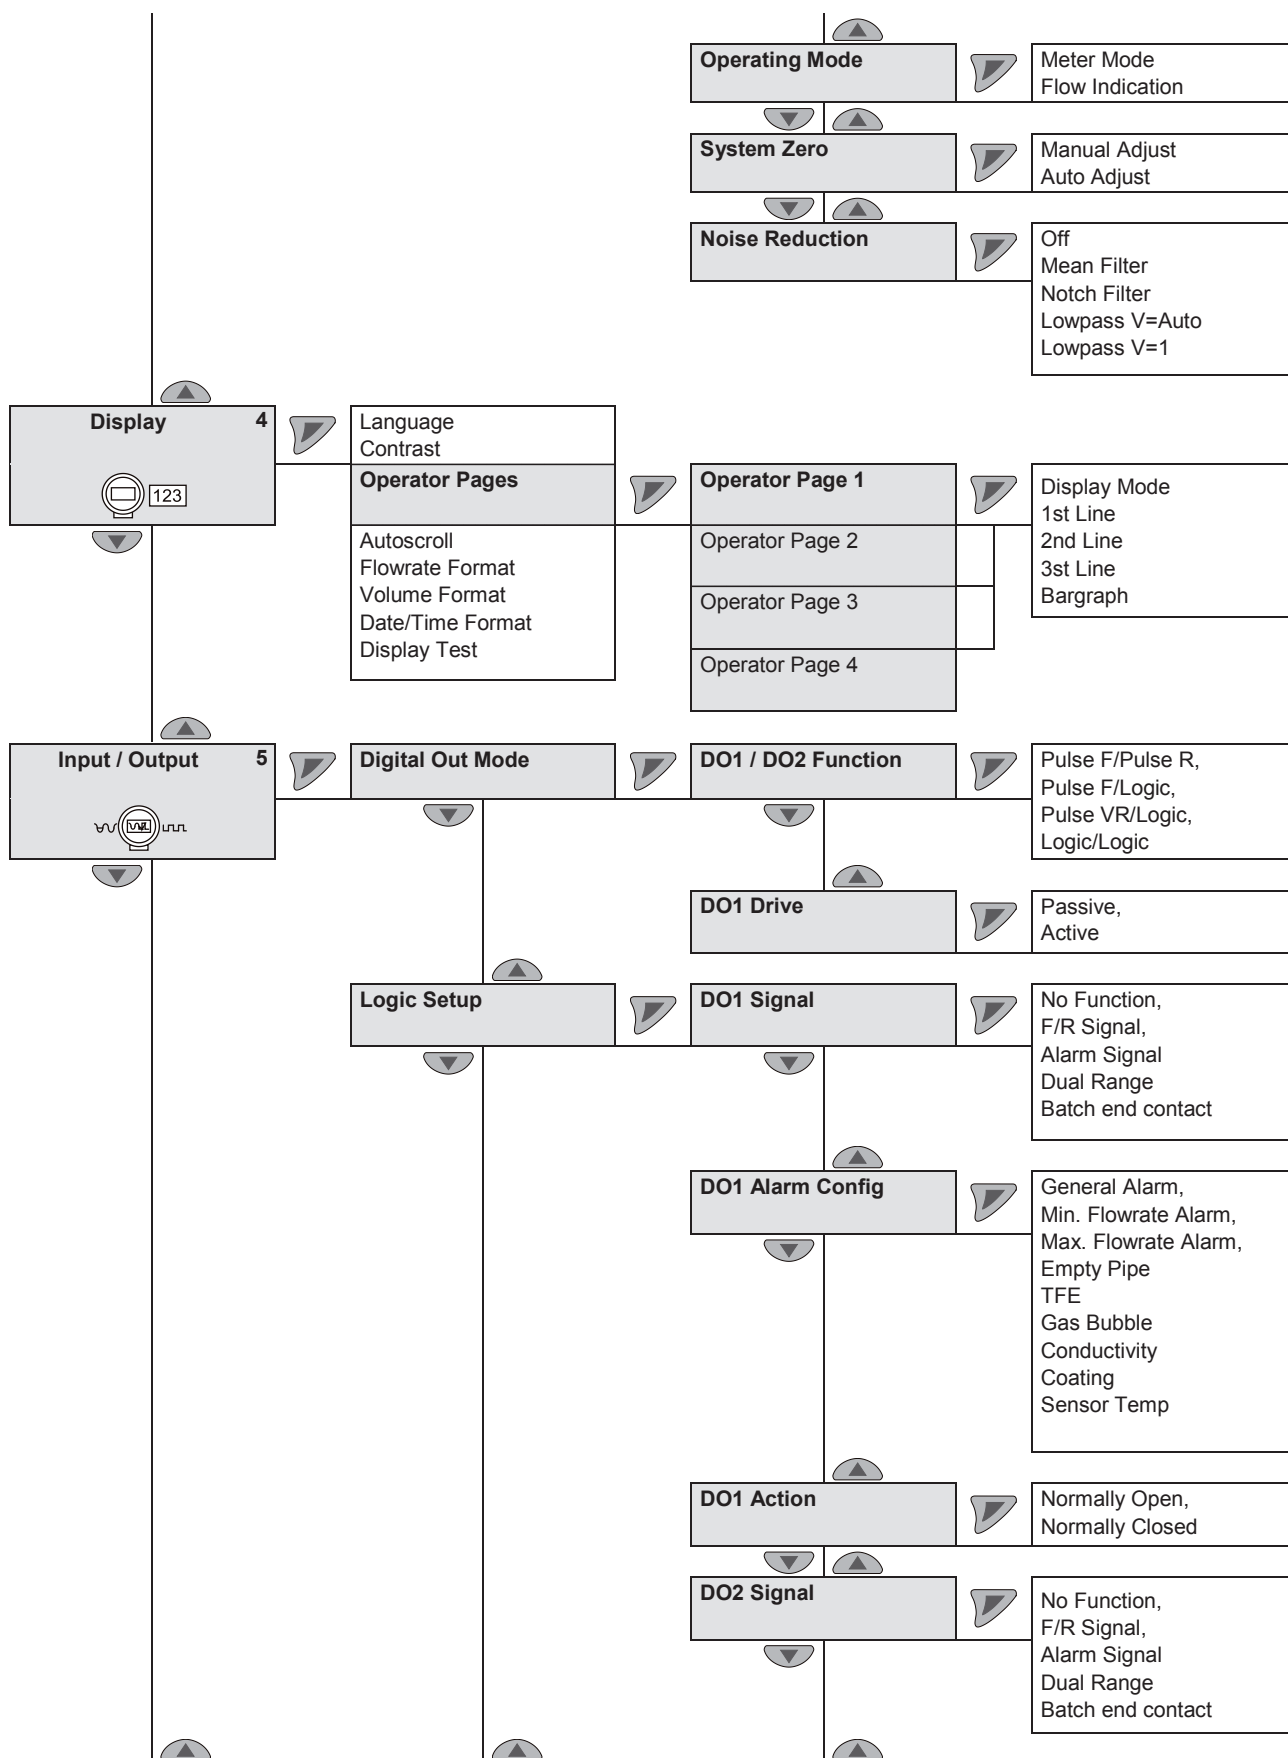 Operating Mode
Meter Mode
Flow Indication
System Zero
Manual Adjust
Auto Adjust
Noise Reduction
Off
Mean Filter
Notch Filter
Lowpass V=Auto
Lowpass V=1
Display 4
123
Language
Contrast
Operator Pages
Autoscroll
Flowrate Format
Volume Format
Date/Time Format
Display Test
Operator Page 1
Operator Page 2
Operator Page 3
Operator Page 4
Display Mode
1st Line
2nd Line
3st Line
Bargraph
Input / Output 5
Digital Out Mode
DO1 / DO2 Function
Pulse F/Pulse R,
Pulse F/Logic,
Pulse VR/Logic,
Logic/Logic
DO1 Drive
Passive,
Active
Logic Setup
DO1 Signal
No Function,
F/R Signal,
Alarm Signal
Dual Range
Batch end contact
DO1 Alarm Config
General Alarm,
Min. Flowrate Alarm,
Max. Flowrate Alarm,
Empty Pipe
TFE
Gas Bubble
Conductivity
Coating
Sensor Temp
DO1 Action
Normally Open,
Normally Closed
DO2 Signal
No Function,
F/R Signal,
Alarm Signal
Dual Range
Batch end contact